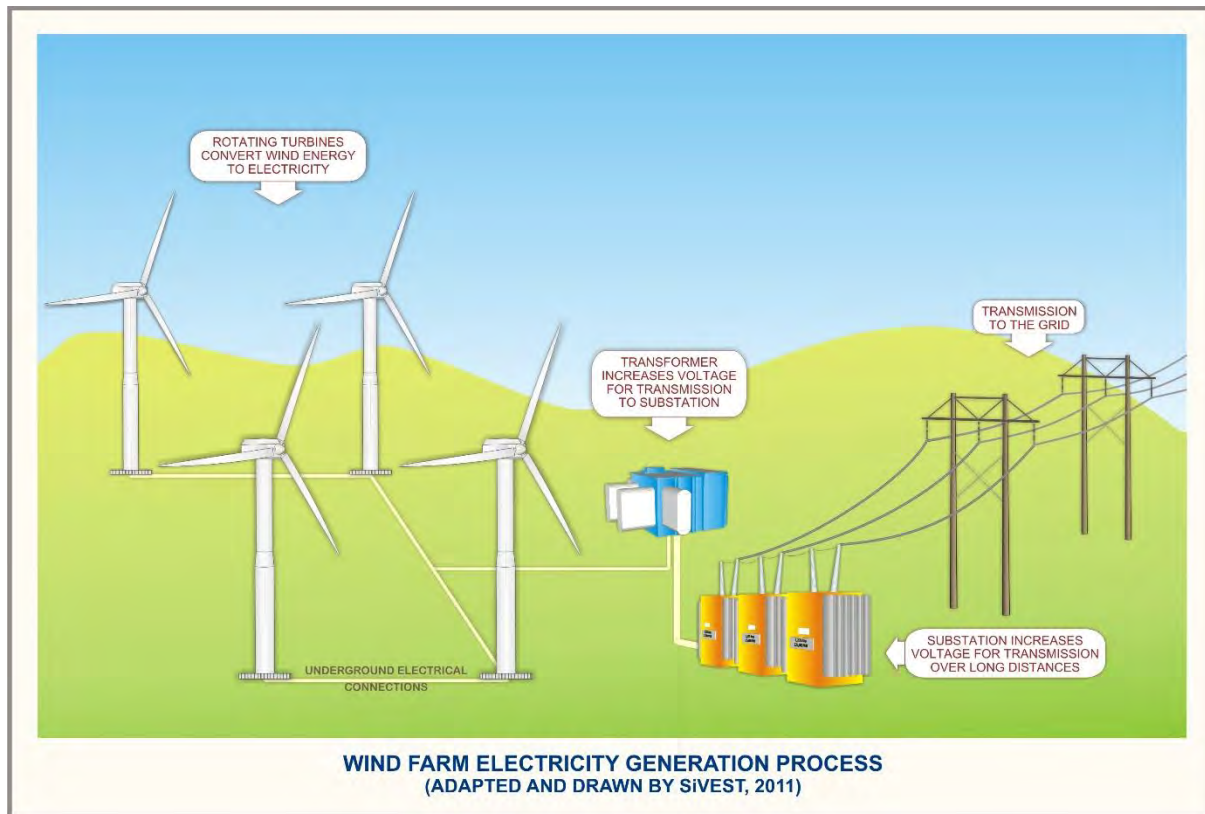 ROTATING TURBINES
CONVERT WIND ENERGY
TO ELECTRICITY
TRANSMISSION
TO THE GRID
TRANSFORMER
INCREASES VOLTAGE
FOR TRANSMISSION
TO SUBSTATION
SUBSTATION INCREASES
VOLTAGE FOR TRANSMISSION
OVER LONG DISTANCES
UNDERGROUND ELECTRICAL
CONNECTIONS
WIND FARM ELECTRICITY GENERATION PROCESS
(ADAPTED AND DRAWN BY SiVEST, 2011)